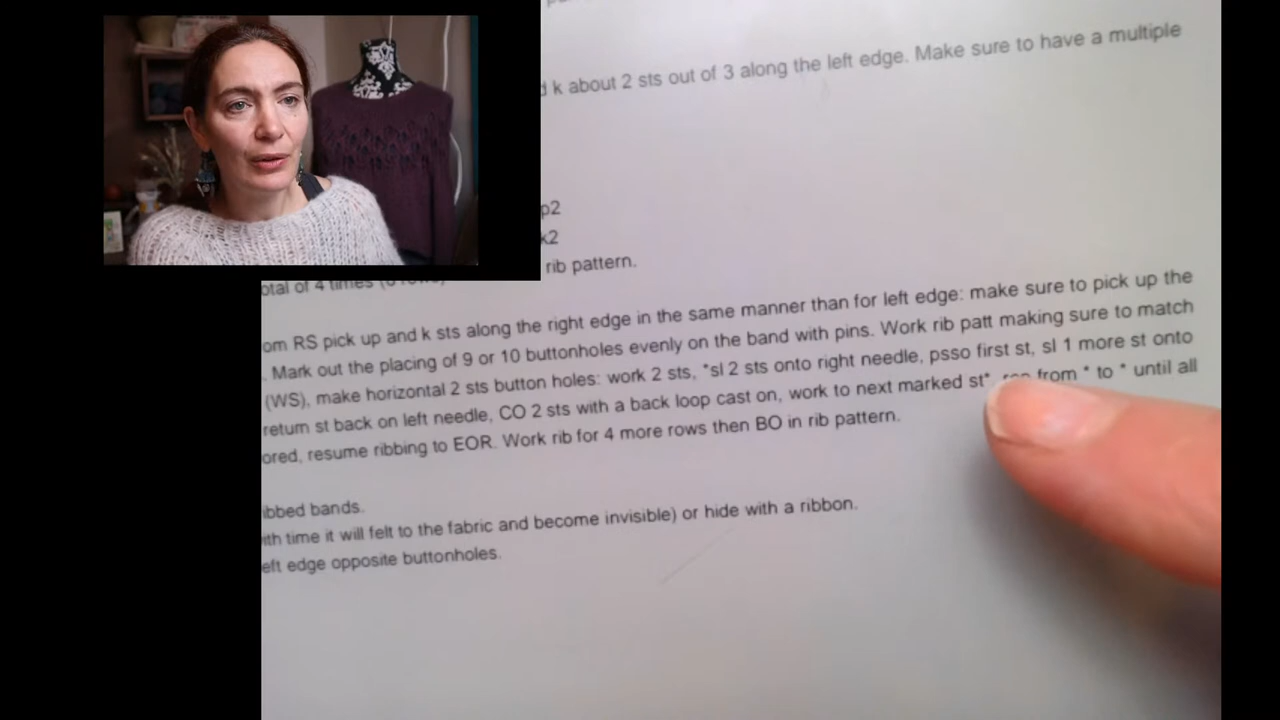 k about 2 sts out of 3 along the left edge. Make sure to have a multiple
p2
k2
rib pattern.
otal of 4 times
om RS pick up and k sts along the right edge in the same manner than for left edge: make sure to pick up the
. Mark out the placing of 9 or 10 buttonholes evenly on the band with pins. Work rib patt making sure to match
(WS), make horizontal 2 sts button holes: work 2 sts, *sl 2 sts onto right needle, psso first st, sl 1 more st onto
return st back on left needle, CO 2 sts with a back loop cast on, work to next marked st* from * to * until all
ored, resume ribbing to EOR. Work rib for 4 more rows then BO in rib pattern.
ibbed bands.
ith time it will felt to the fabric and become invisible) or hide with a ribbon.
eft edge opposite buttonholes.